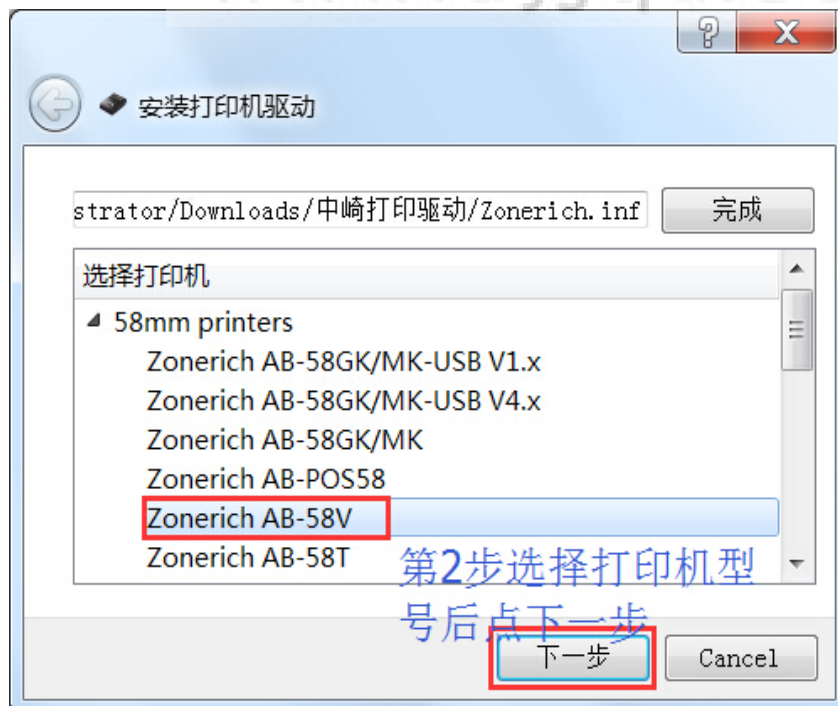 安装打印机驱动
strator/Downloads/中崎打印驱动/Zonerich.inf
完成
选择打印机
58mm printers
Zonerich AB-58GK/MK-USB V1.x
Zonerich AB-58GK/MK-USB V4.x
Zonerich AB-58GK/MK
Zonerich AB-POS58
Zonerich AB-58V
Zonerich AB-58T
第2步选择打印机型
号后点下一步
下一步
Cancel